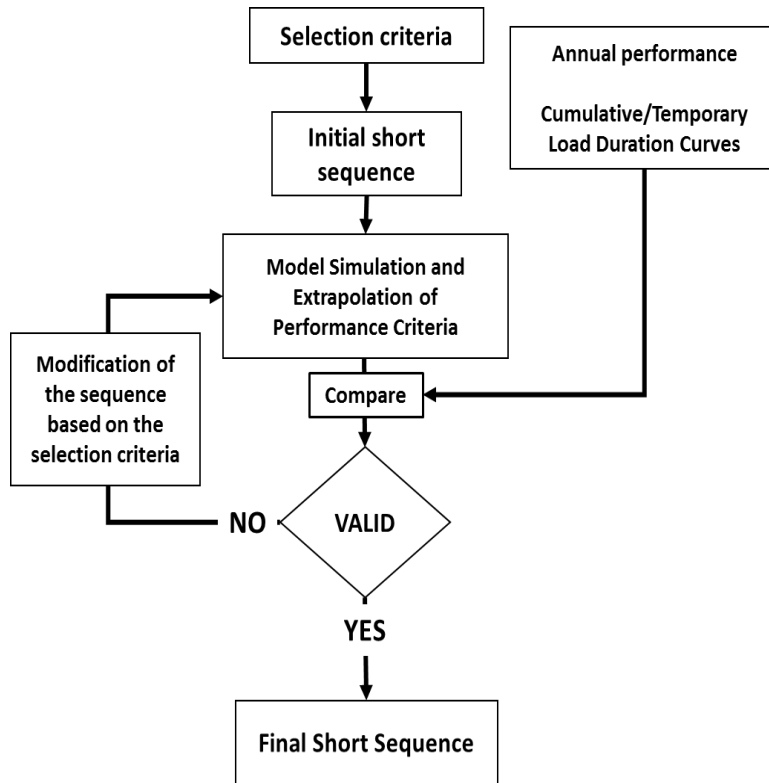 Selection criteria
Annual performance
Cumulative/Temporary
Load Duration Curves
Initial short
sequence
Model Simulation and
Extrapolation of
Performance Criteria
Compare
Modification of
the sequence
based on the
selection criteria
VALID
NO
YES
Final Short Sequence